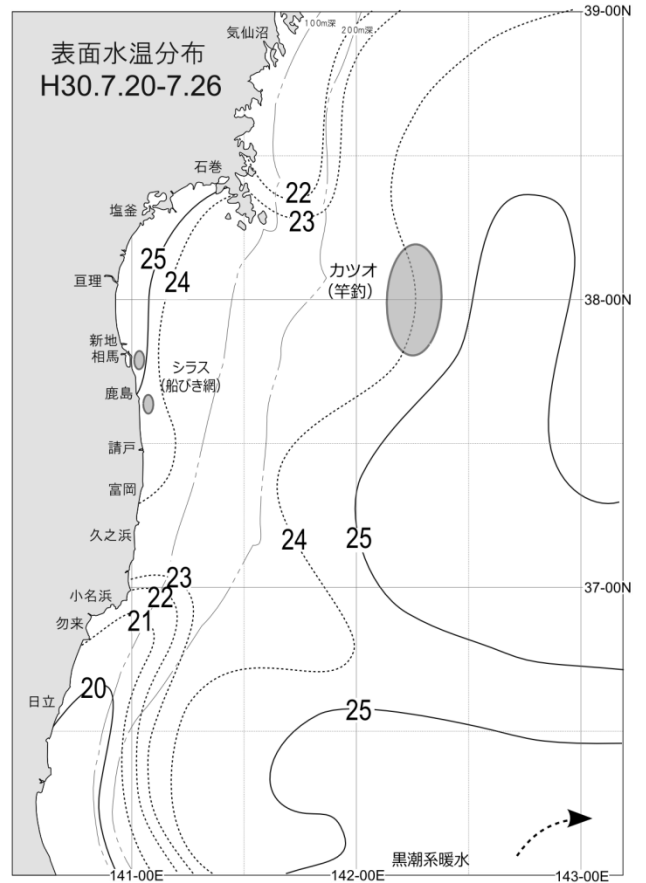 表面水温分布
H30.7.20-7.26
気仙沼
100m深
200m深
39-00N
石巻
22
23
塩釜
25
24
亘理
カツオ
(竿釣)
38-00N
新地
相馬
シラス
(船びき網)
鹿島
請戸
富岡
久之浜
24
25
23
22
21
37-00N
小名浜
勿来
20
日立
25
黒潮系暖水
141-00E
142-00E
143-00E